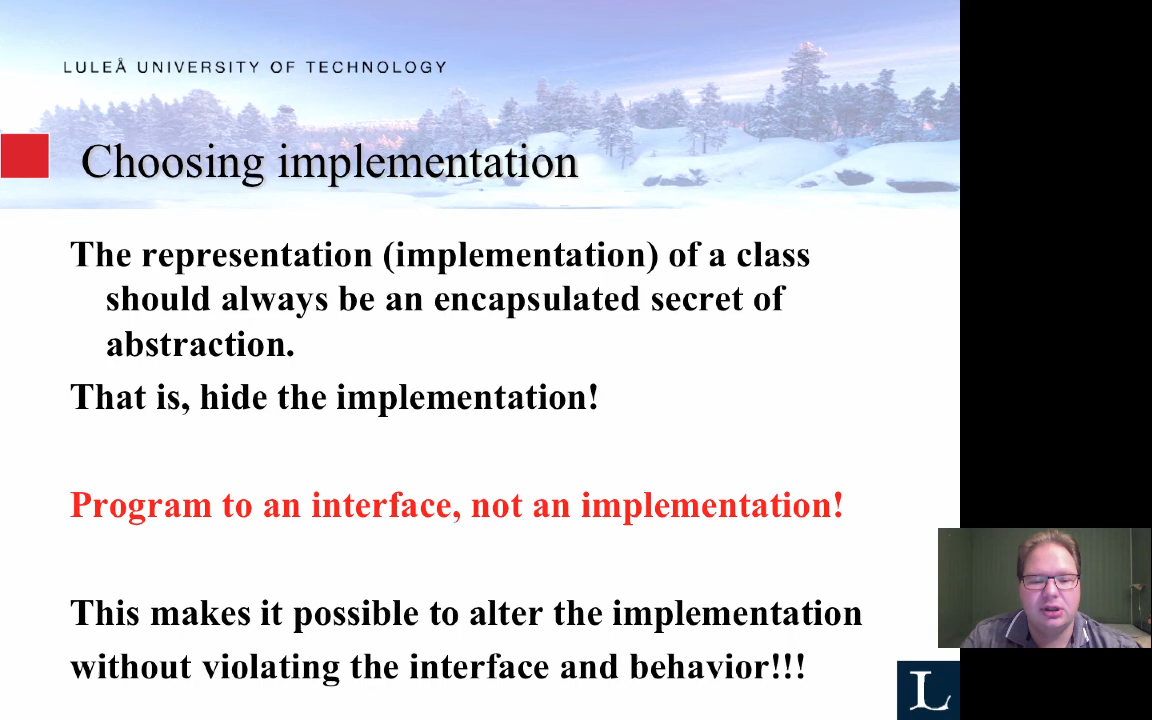 LULEÅ UNIVERSITY OF TECHNOLOGY
Choosing implementation
The representation (implementation) of a class
should always be an encapsulated secret of
abstraction.
That is, hide the implementation!
Program to an interface, not an implementation!
This makes it possible to alter the implementation
without violating the interface and behavior!!!
L